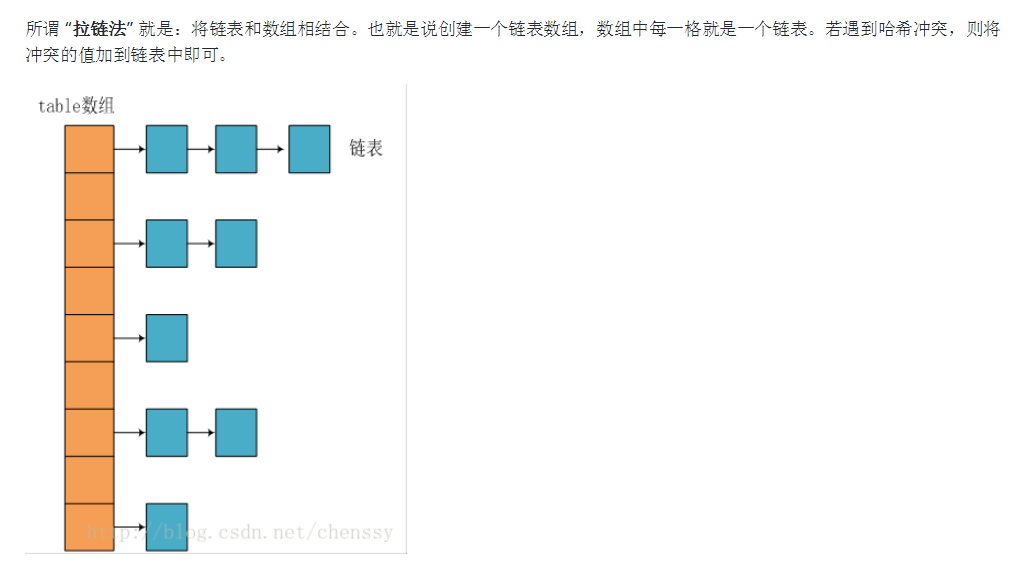 所谓 “拉链法” 就是：将链表和数组相结合。也就是说创建一个链表数组，数组中每一格就是一个链表。若遇到哈希冲突，则将
冲突的值加到链表中即可。
table数组
链表
http://blog.csdn.net/chenssy